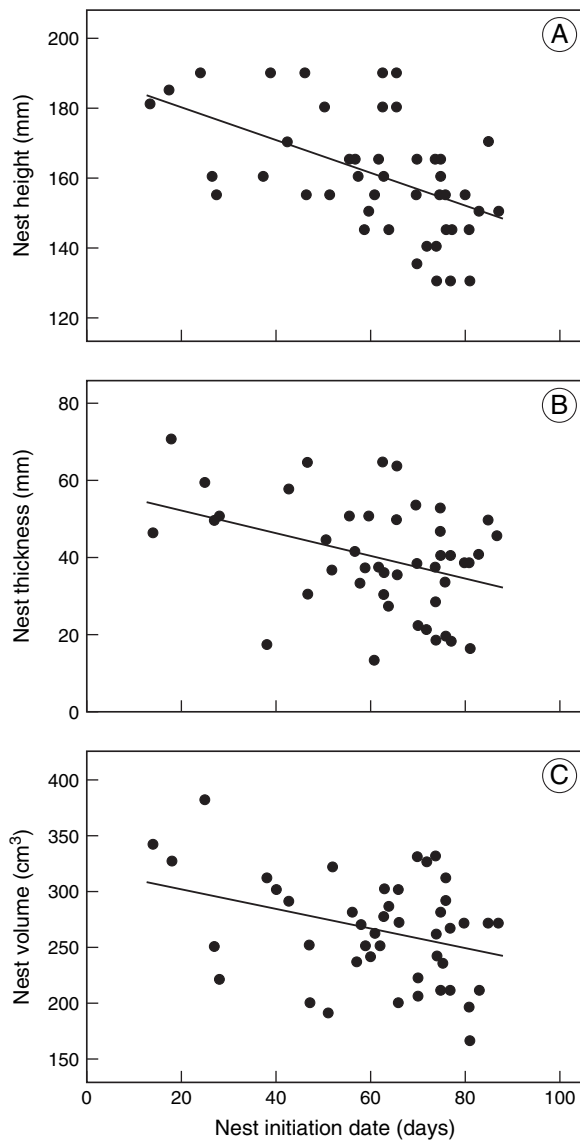 A
200
180
160
140
120
Nest height (mm)
B
80
60
40
20
0
Nest thickness (mm)
C
400
350
300
250
200
150
Nest volume (cm³)
0 20 40 60 80 100
Nest initiation date (days)